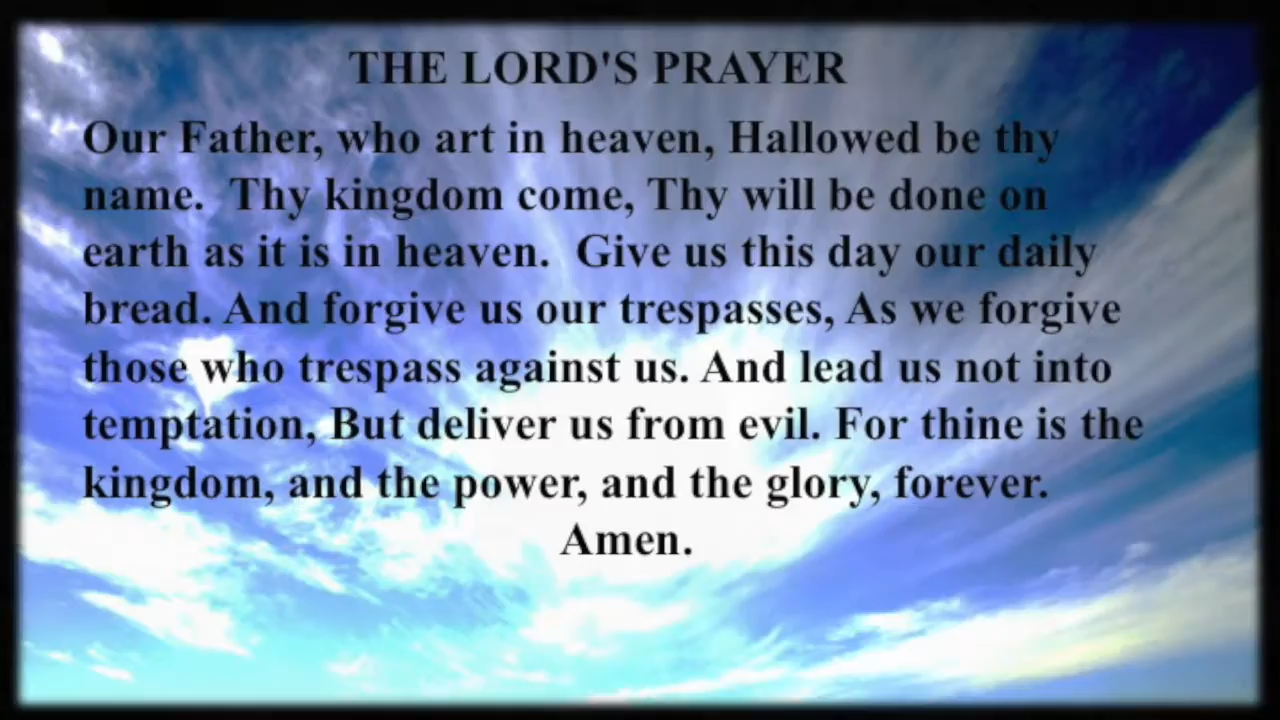 THE LORD'S PRAYER
Our Father, who art in heaven, Hallowed be thy
name.  Thy kingdom come, Thy will be done on
earth as it is in heaven.  Give us this day our daily
bread. And forgive us our trespasses, As we forgive
those who trespass against us. And lead us not into
temptation, But deliver us from evil. For thine is the
kingdom, and the power, and the glory, forever.
Amen.